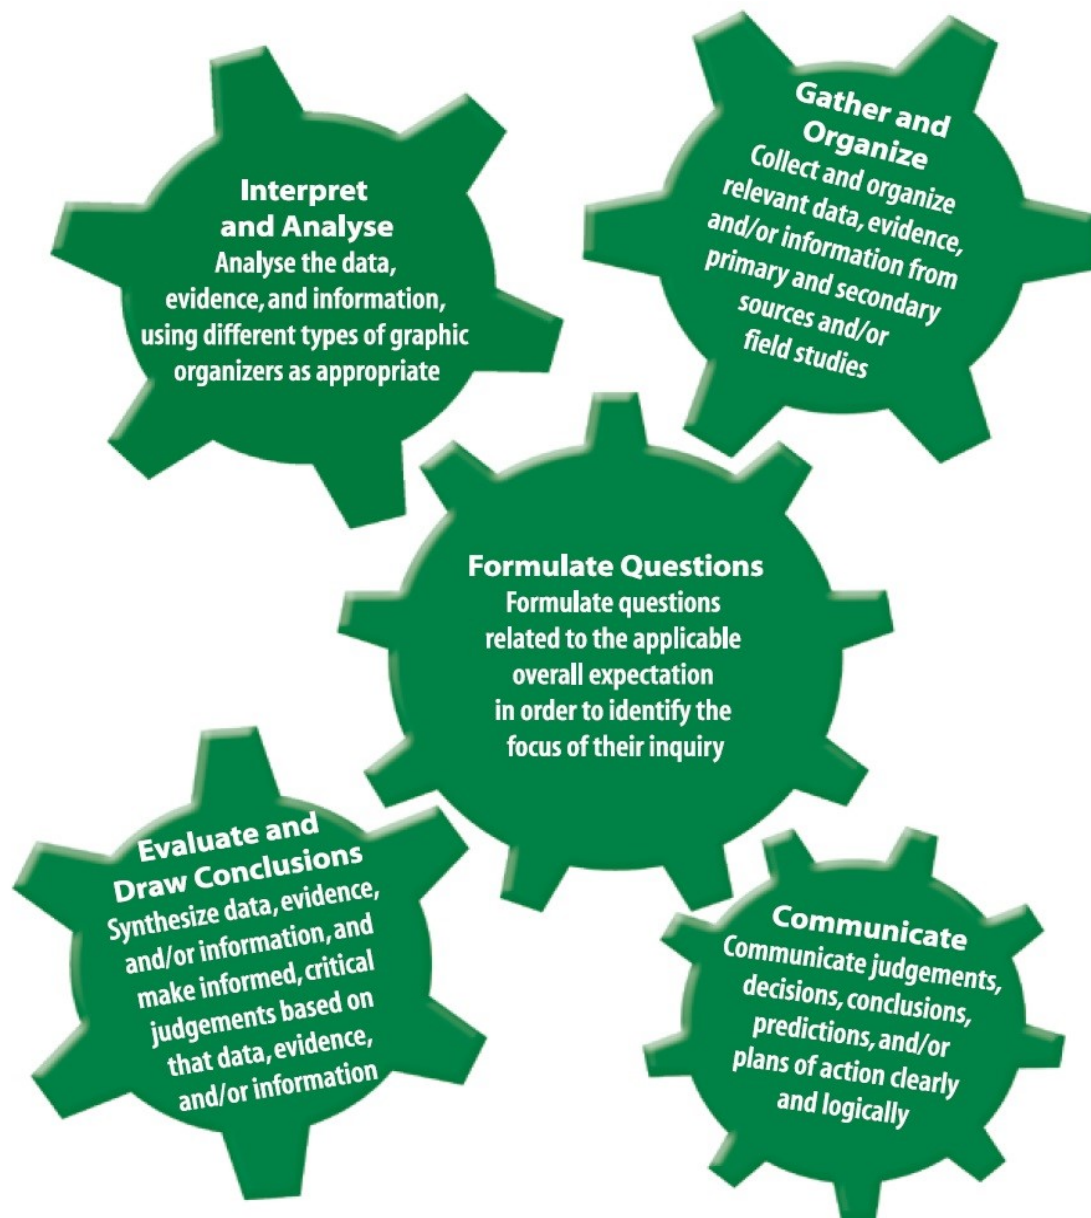 Interpret
and Analyse
Analyse the data,
evidence, and information,
using different types of graphic
organizers as appropriate
Gather and
Organize
Collect and organize
relevant data, evidence,
and/or information from
primary and secondary
sources and/or
field studies
Formulate Questions
Formulate questions
related to the applicable
overall expectation
in order to identify the
focus of their inquiry
Evaluate and
Draw Conclusions
Synthesize data, evidence,
and/or information, and
make informed, critical
judgements based on
that data, evidence,
and/or information
Communicate
Communicate judgements,
decisions, conclusions,
predictions, and/or
plans of action clearly
and logically